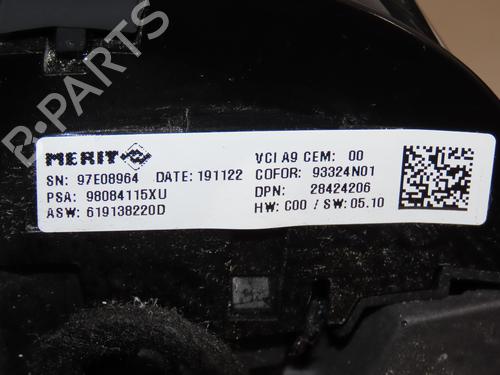 B-PARTS
MERIT VCI A9 CEM: 00
SN: 97E08964 DATE: 191122 COFOR: 93324N01
PSA: 98084115XU DPN: 28424206
ASW: 619138220D HW: C00 / SW: 05.10